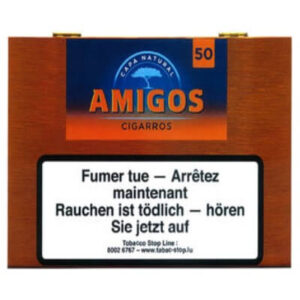 CAPA NATURAL
50
AMIGOS
CIGARROS
Fumer tue – Arrêtez
maintenant
Rauchen ist tödlich – hören
Sie jetzt auf
Tobacco Stop Line :
8002 6767 – www.tabac-stop.lu